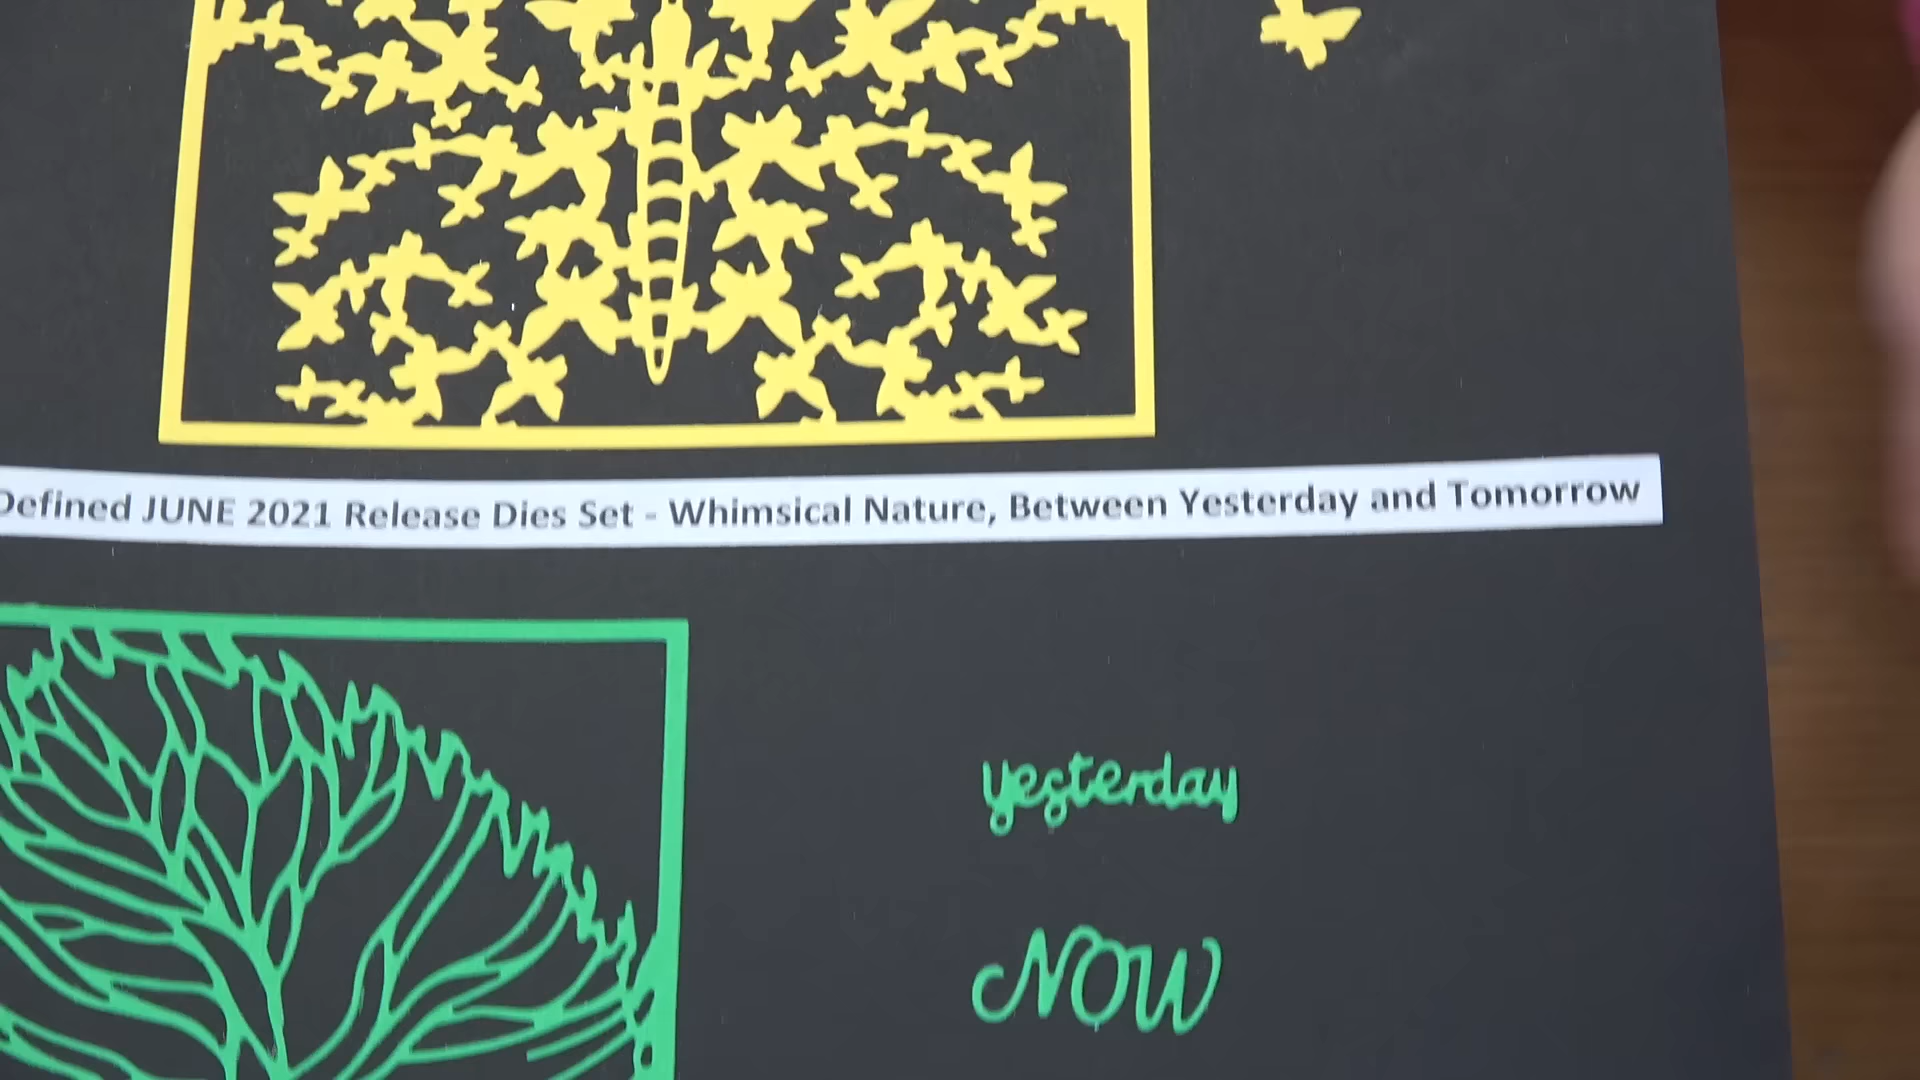 Defined JUNE 2021 Release Dies Set - Whimsical Nature, Between Yesterday and Tomorrow
yesterday
NOW